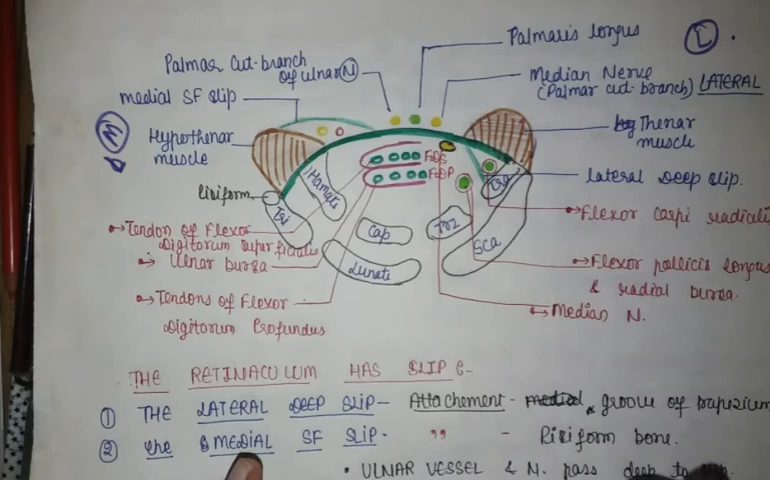 Palmaris longus
L.
Palmar cut. branch
of ulnar N
Median Nerve
(Palmar cut. branch) LATERAL
medial SF slip
M
Hypothenar
muscle
Thenar
muscle
FDS
FDP
Hamate
Pisiform
Tri
Cap
Lunate
TRZ
Sca
lateral Deep slip.
→ Flexor carpi radiali
→ Tendon of Flexor
Digitorum superficialis
→ Ulnar bursa
→ Flexor pollicis longus
& radial bursa.
→ Tendons of Flexor
Digitorum Profundus
Median N.
THE RETINACULUM HAS SLIP :-
① THE LATERAL DEEP SLIP - Attachement - medial groove of trapezium
② the MEDIAL SF SLIP. " - Pisiform bone.
• ULNAR VESSEL & N. pass deep to